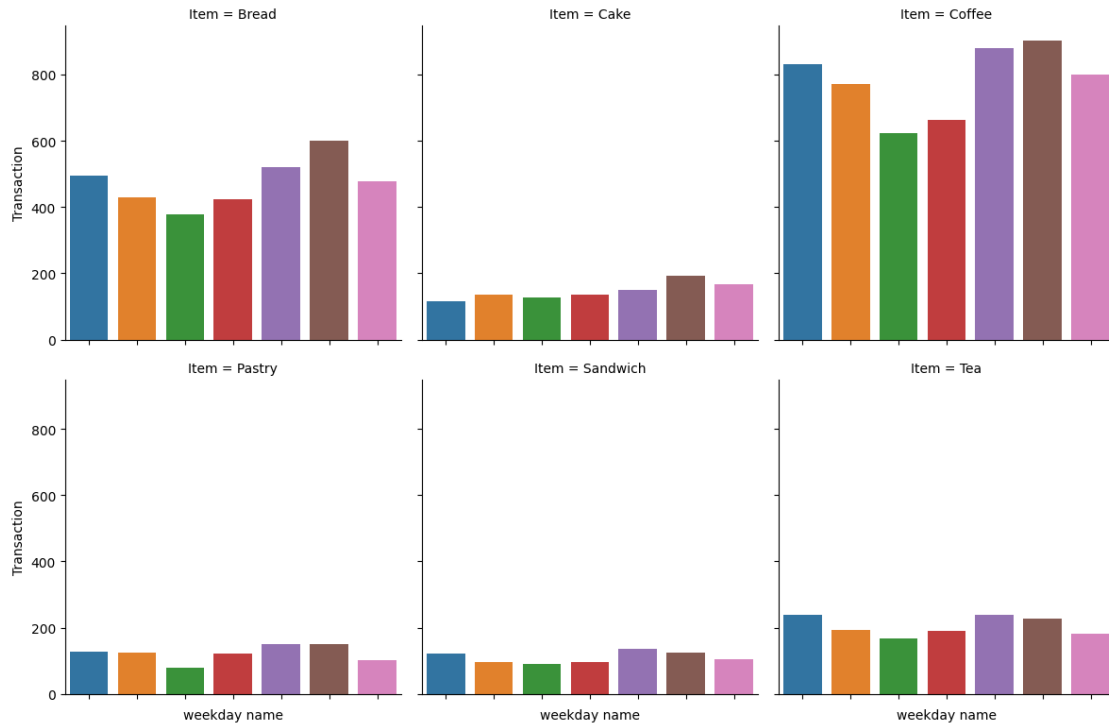 Item = Bread
Item = Cake
Item = Coffee
Transaction
800
600
400
200
0
Item = Pastry
Item = Sandwich
Item = Tea
Transaction
800
600
400
200
0
weekday name
weekday name
weekday name